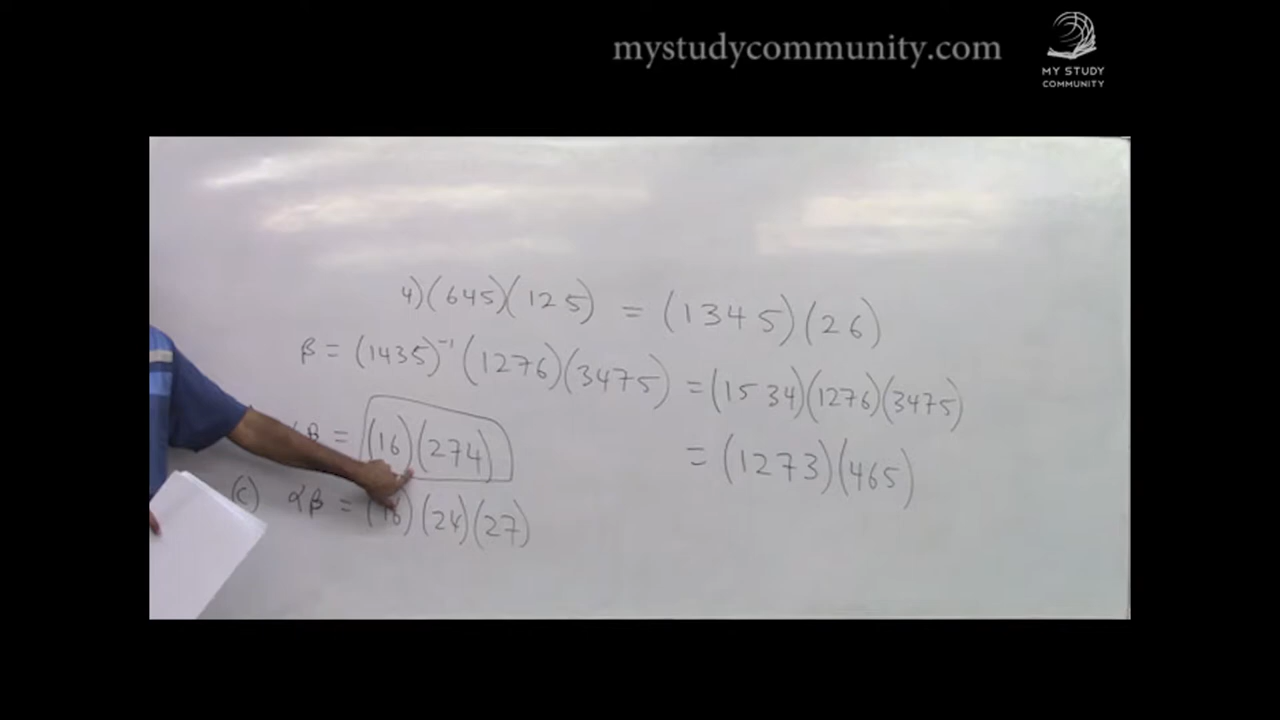 mystudycommunity.com
MY STUDY
COMMUNITY
4)(645)(125) = (1345)(26)
β = (1435)⁻¹ (1276)(3475) = (1534)(1276)(3475)
β = (16)(274)
= (1273)(465)
(c) αβ = (16)(24)(27)